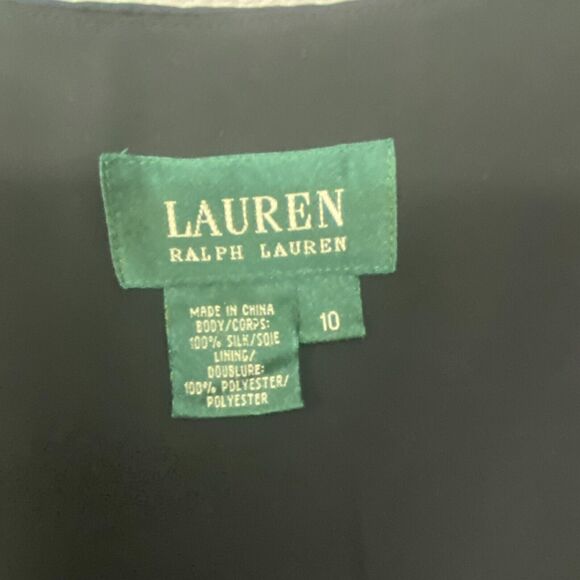 LAUREN
RALPH LAUREN
MADE IN CHINA
BODY/CORPS:
100% SILK/SOIE
LINING/
DOUBLURE:
100% POLYESTER/
POLYESTER
10